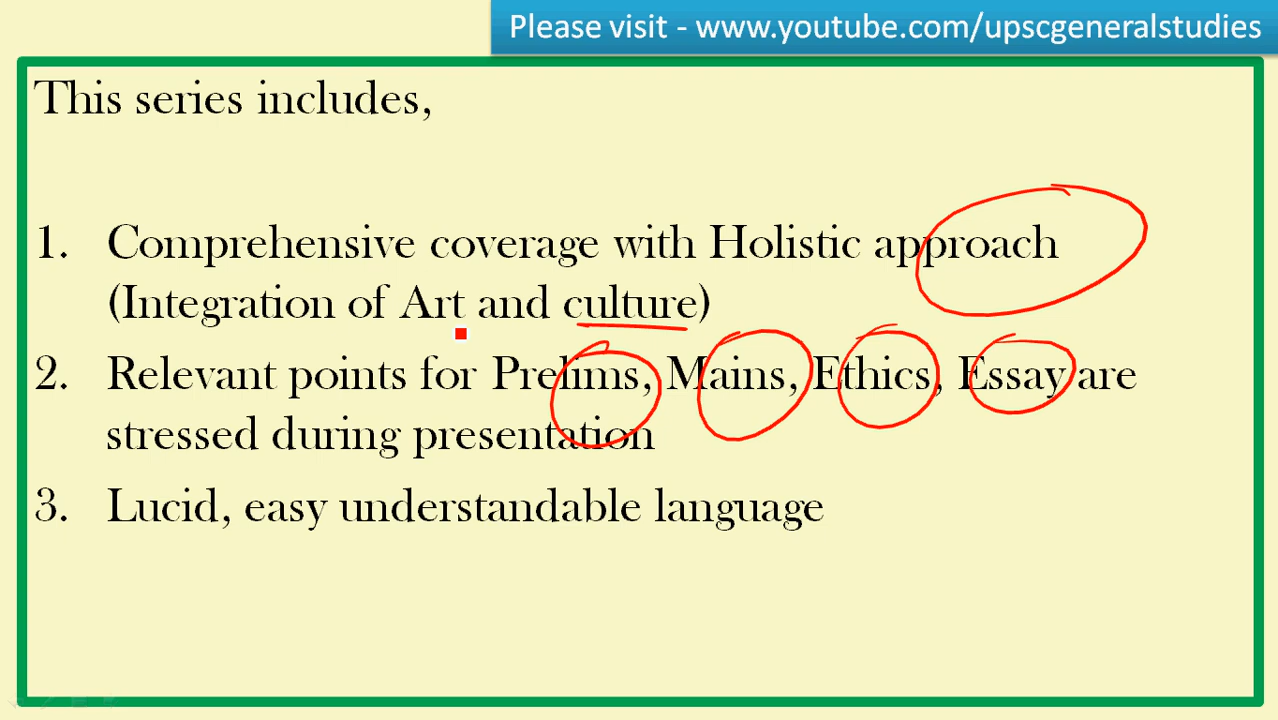 Please visit - www.youtube.com/upscgeneralstudies
This series includes,
1. Comprehensive coverage with Holistic approach
(Integration of Art and culture)
2. Relevant points for Prelims, Mains, Ethics, Essay are
stressed during presentation
3. Lucid, easy understandable language